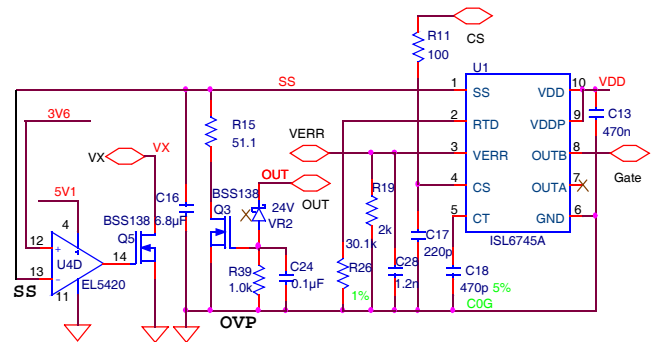 R11
100
CS
U1
SS
1
SS
VDD
10
VDD
3V6
R15
51.1
2
RTD
VDDP
9
C13
470n
VERR
3
VERR
OUTB
8
VX
VX
OUT
Gate
5V1
C16
6.8µF
BSS138
24V
VR2
OUT
R19
2k
4
CS
OUTA
7
4
BSS138
Q5
Q3
5
CT
GND
6
ISL6745A
12
U4D
14
13
EL5420
11
SS
R39
1.0k
C24
0.1µF
30.1k
R26
1%
C28
1.2n
C17
220p
C18
470p
5%
C0G
OVP